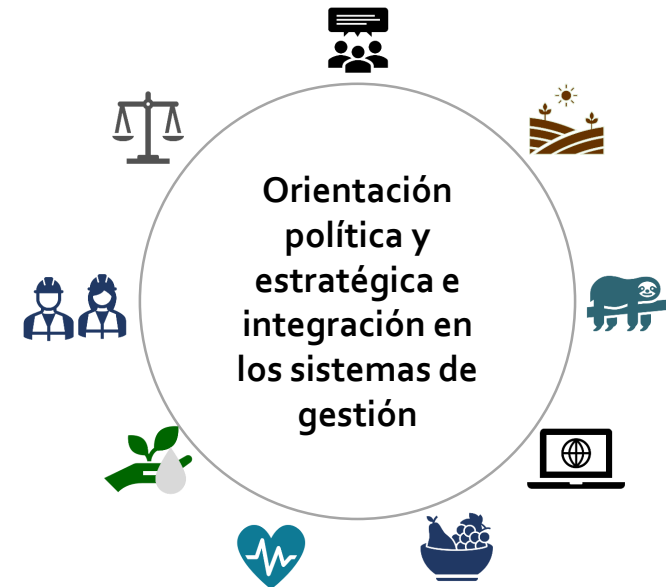 Orientación
política y
estratégica e
integración en
los sistemas de
gestión